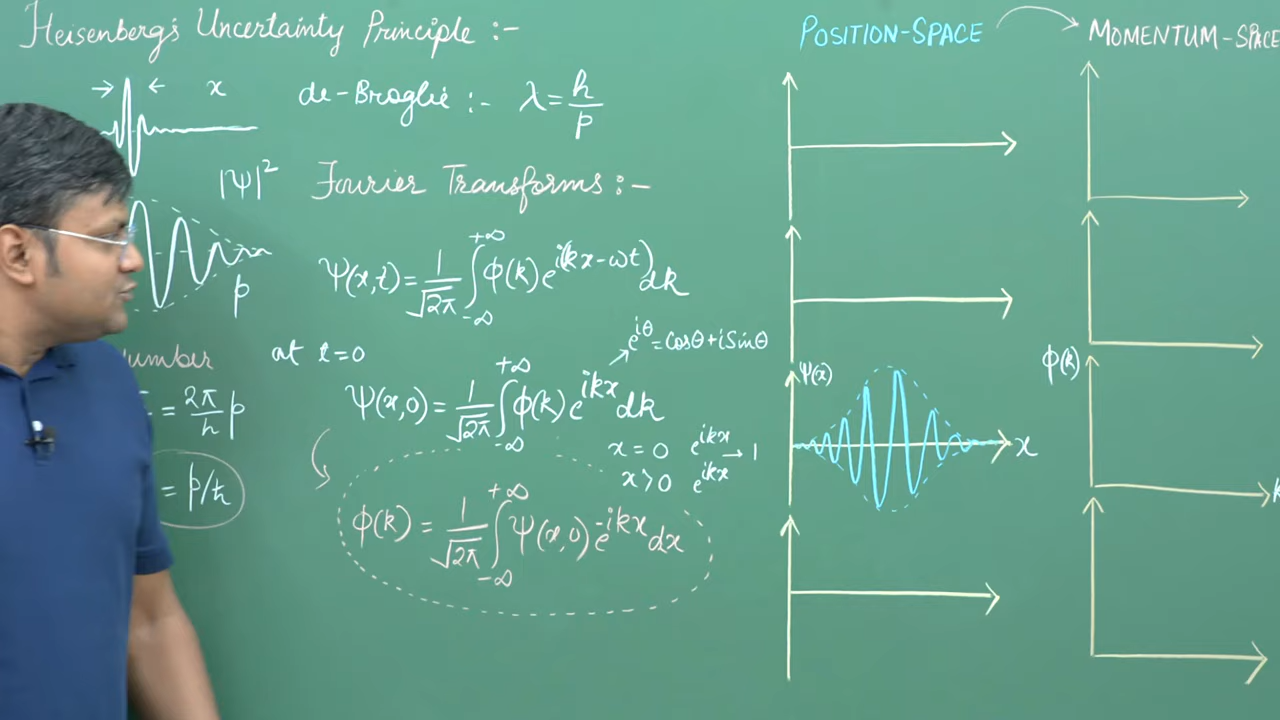 Heisenberg's Uncertainty Principle :-
x
de-Broglie :- λ = h/p
|Ψ|²
Fourier Transforms :-
Ψ(x,t) = 1/√2π ∫_{-∞}^{+∞} ϕ(k) e^{i(kx-ωt)} dk
p
at t=0
e^{iθ} = Cosθ + i Sinθ
Ψ(x,0) = 1/√2π ∫_{-∞}^{+∞} ϕ(k) e^{ikx} dk
= 2π/h p
x = 0 e^{ikx} → 1
x > 0 e^{ikx}
= p/ħ
ϕ(k) = 1/√2π ∫_{-∞}^{+∞} Ψ(x,0) e^{-ikx} dx
POSITION-SPACE
MOMENTUM-SPACE
Ψ(x)
x
ϕ(k)